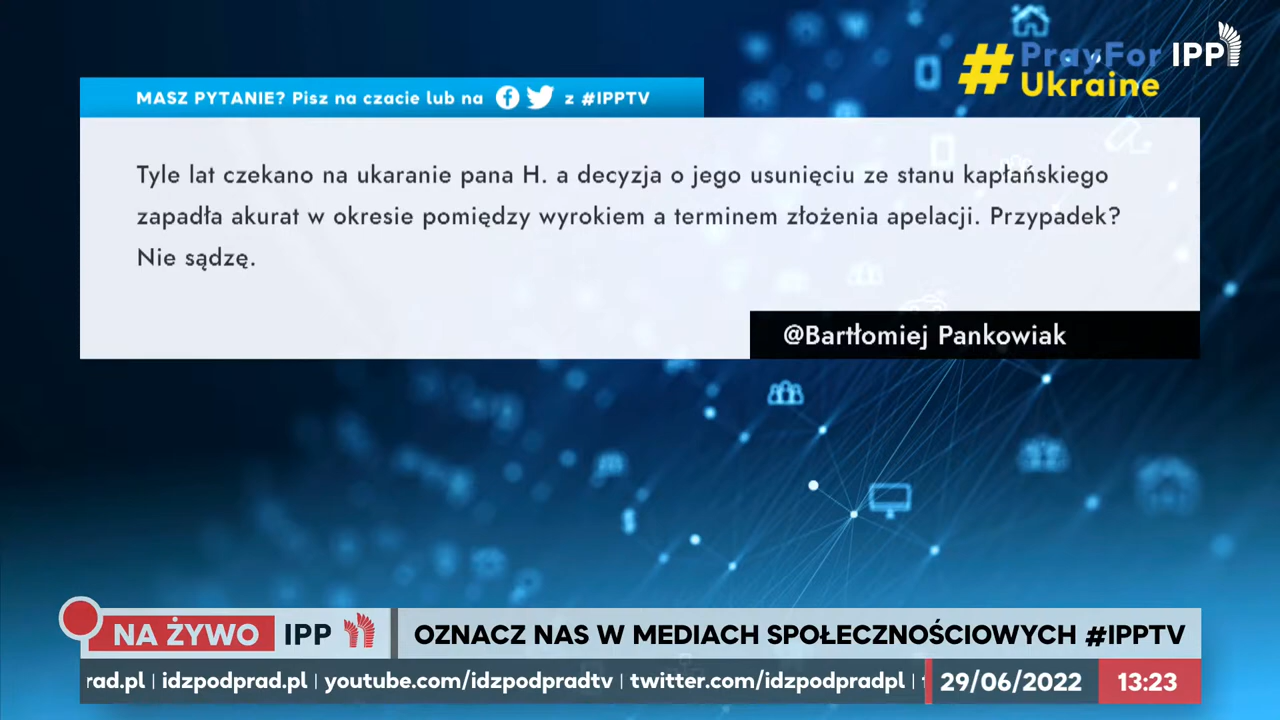 #PrayFor
Ukraine
IPP
MASZ PYTANIE? Pisz na czacie lub na z #IPPTV
Tyle lat czekano na ukaranie pana H. a decyzja o jego usunięciu ze stanu kapłańskiego
zapadła akurat w okresie pomiędzy wyrokiem a terminem złożenia apelacji. Przypadek?
Nie sądzę.
@Bartłomiej Pankowiak
NA ŻYWO IPP
OZNACZ NAS W MEDIACH SPOŁECZNOŚCIOWYCH #IPPTV
rad.pl | idzpodprad.pl | youtube.com/idzpodpradtv | twitter.com/idzpodpradpl |
29/06/2022
13:23